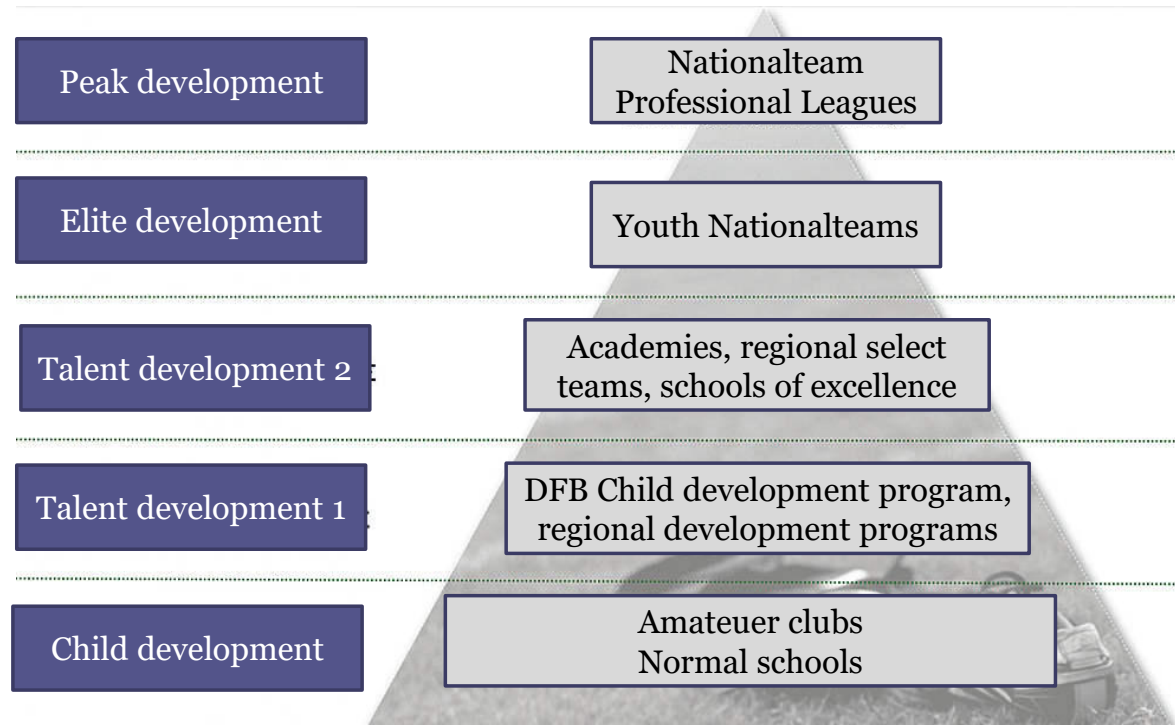 Peak development
Nationalteam
Professional Leagues
Elite development
Youth Nationalteams
Talent development 2
Academies, regional select
teams, schools of excellence
Talent development 1
DFB Child development program,
regional development programs
Child development
Amateuer clubs
Normal schools